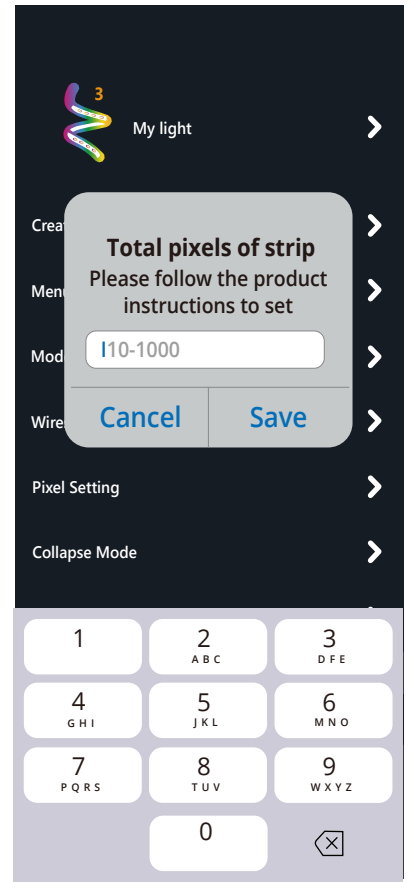 3
My light
Crea
Total pixels of strip
Please follow the product
Men
instructions to set
Mod
10-1000
Wire
Cancel
Save
Pixel Setting
Collapse Mode
1
2
3
ABC
DFE
4
5
6
GHI
JKL
MNO
7
8
9
PQRS
TUV
WXYZ
0